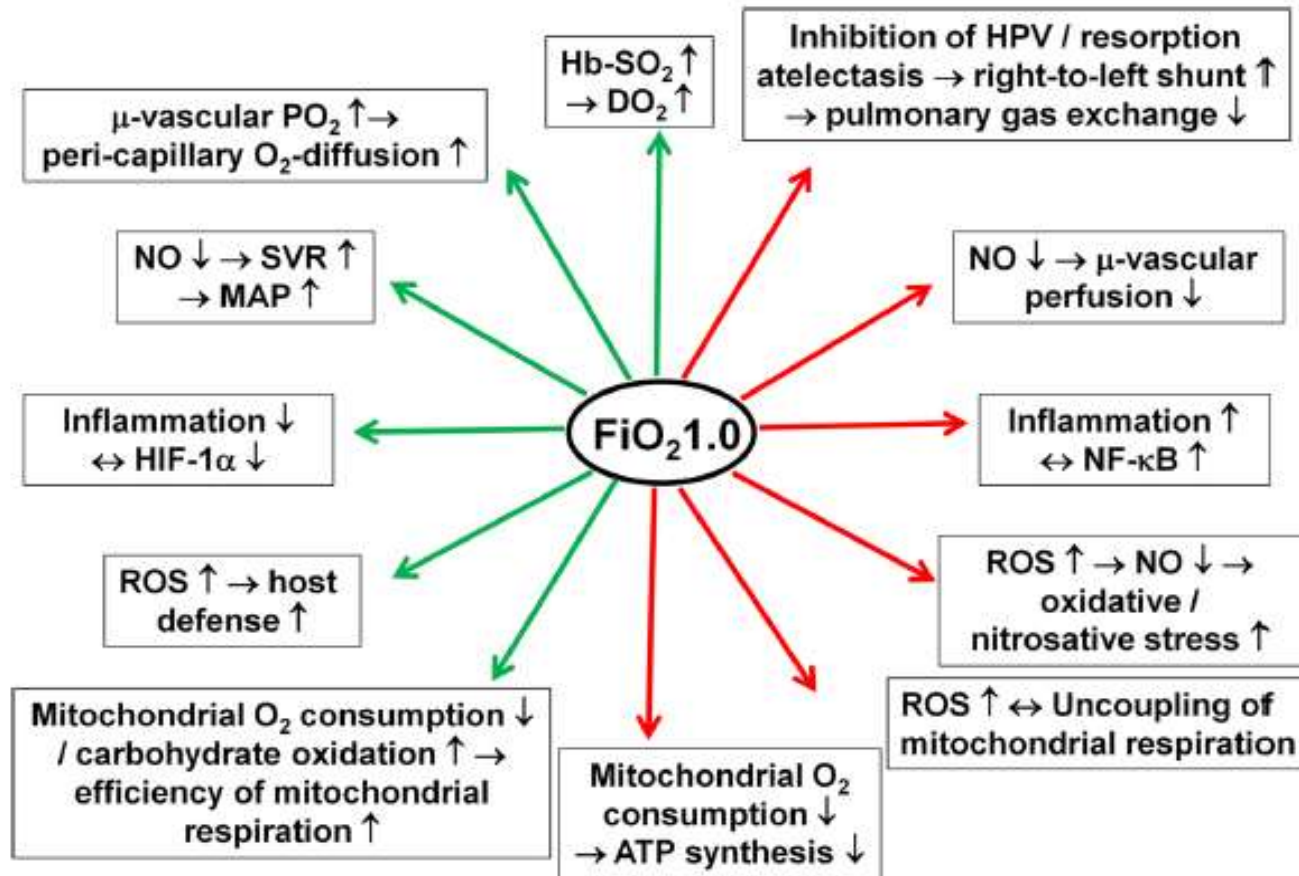 Hb-SO₂ ↑
→ DO₂ ↑
Inhibition of HPV / resorption
atelectasis → right-to-left shunt ↑
→ pulmonary gas exchange ↓
μ-vascular PO₂ ↑→
peri-capillary O₂-diffusion ↑
NO ↓ → SVR ↑
→ MAP ↑
NO ↓ → μ-vascular
perfusion ↓
Inflammation ↓
↔ HIF-1α ↓
FiO₂1.0
Inflammation ↑
↔ NF-κB ↑
ROS ↑ → host
defense ↑
ROS ↑ → NO ↓ →
oxidative /
nitrosative stress ↑
Mitochondrial O₂ consumption ↓
/ carbohydrate oxidation ↑ →
efficiency of mitochondrial
respiration ↑
Mitochondrial O₂
consumption ↓
→ ATP synthesis ↓
ROS ↑ ↔ Uncoupling of
mitochondrial respiration